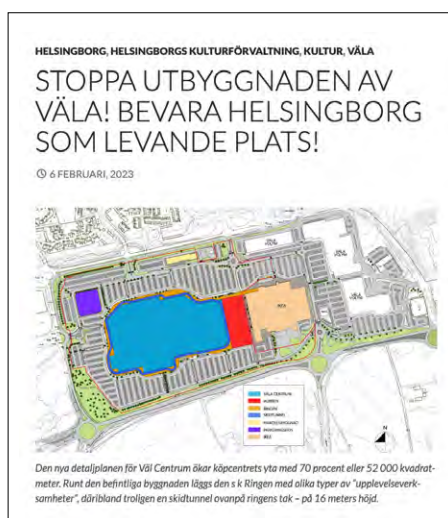 HELSINGBORG, HELSINGBORGS KULTURFÖRVALTNING, KULTUR, VÄLA
STOPPA UTBYGGNADEN AV
VÄLA! BEVARA HELSINGBORG
SOM LEVANDE PLATS!
6 FEBRUARI, 2023
IKEA
VÄLA CENTRUM
IKEA
Den nya detaljplanen för Väl Centrum ökar köpcentrets yta med 70 procent eller 52 000 kvadrat-
meter. Runt den befintliga byggnaden läggs den s k Ringen med olika typer av ”upplevelseverk-
samheter”, däribland troligen en skidtunnel ovanpå ringens tak – på 16 meters höjd.